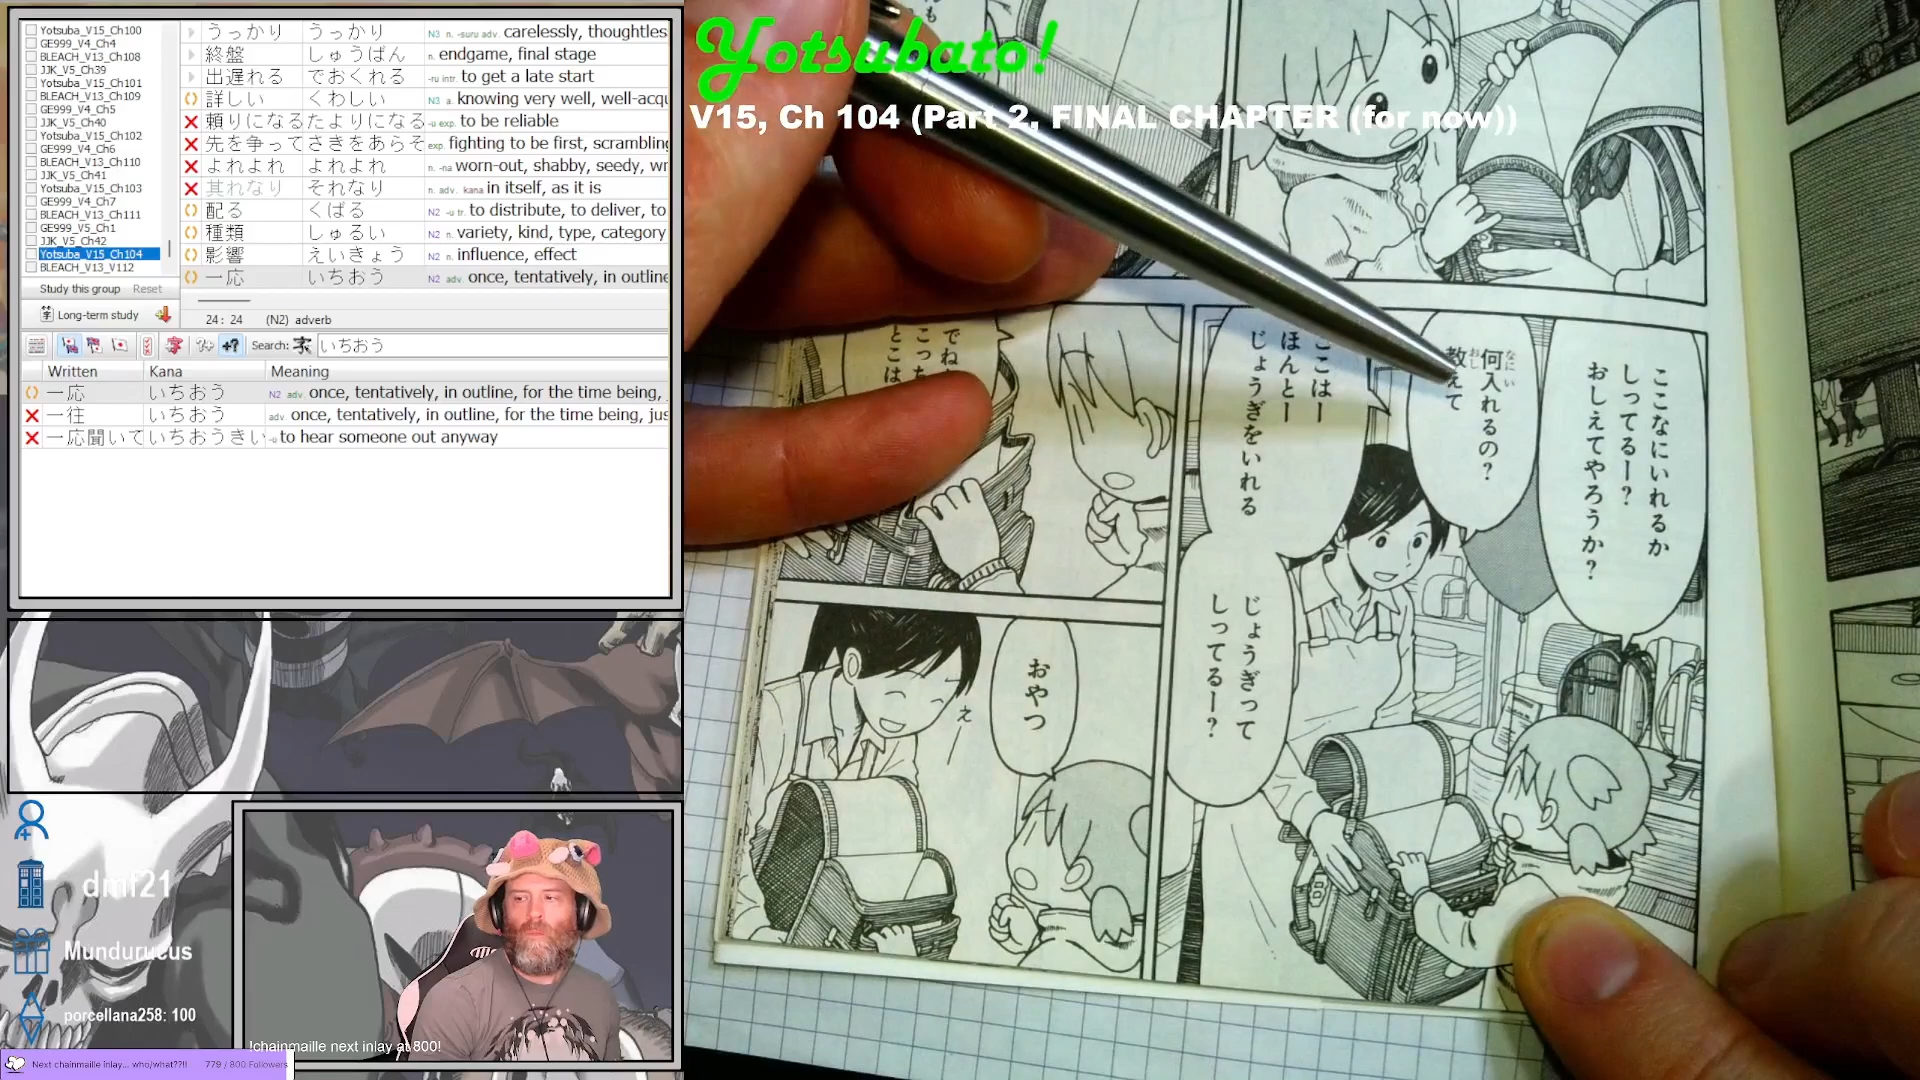 Yotsuba_V15_Ch100
GE999_V4_Ch4
BLEACH_V13_Ch108
JJK_V5_Ch39
Yotsuba_V15_Ch101
BLEACH_V13_Ch109
GE999_V4_Ch5
JJK_V5_Ch40
Yotsuba_V15_Ch102
GE999_V4_Ch6
BLEACH_V13_Ch110
JJK_V5_Ch41
Yotsuba_V15_Ch103
GE999_V4_Ch7
BLEACH_V13_Ch111
GE999_V5_Ch1
JJK_V5_Ch42
Yotsuba_V15_Ch104
BLEACH_V13_V112
Study this group Reset
Long-term study
うっかり うっかり N3 n. -suru adv. carelessly, thoughtles
終盤 しゅうばん n. endgame, final stage
出遅れる でおくれる -ru intr. to get a late start
詳しい くわしい N3 a. knowing very well, well-acqu
頼りになる たよりになる -u exp. to be reliable
先を争って さきをあらそ exp. fighting to be first, scrambling
よれよれ よれよれ n. -na worn-out, shabby, seedy, wr
其れなり それなり n. adv. kana in itself, as it is
配る くばる N2 -u tr. to distribute, to deliver, to
種類 しゅるい N2 n. variety, kind, type, category
影響 えいきょう N2 n. influence, effect
一応 いちおう N2 adv. once, tentatively, in outline
24: 24 (N2) adverb
Search: いちおう
Written Kana Meaning
一応 いちおう N2 adv. once, tentatively, in outline, for the time being,
一往 いちおう adv. once, tentatively, in outline, for the time being, jus
一応聞いて いちおうきい -u to hear someone out anyway
Yotsubato!
V15, Ch 104 (Part 2, FINAL CHAPTER (for now))
ここなにいれるか
しってるー？
おしえてやろうか？
何入れるの？
なに い
教えて
おし
ここはー
ほんとー
じょうぎをいれる
じょうぎって
しってるー？
でね
こっち
とこは
おやつ
え
dmf21
Mundurucus
porcellana258: 100
!chainmaille next inlay at 800!
Next chainmaille inlay... who/what??!! 779 / 800 Followers